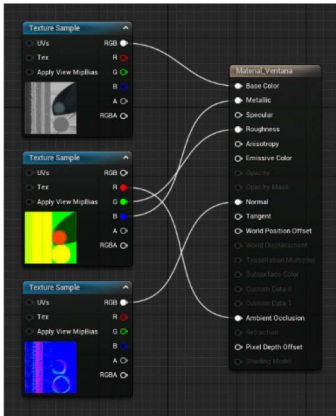 Texture Sample
UVs RGB
Tex R
Apply View MipBias G
B
A
RGBA
Texture Sample
UVs RGB
Tex R
Apply View MipBias G
B
A
RGBA
Texture Sample
UVs RGB
Tex R
Apply View MipBias G
B
A
RGBA
Material_Ventana
Base Color
Metallic
Specular
Roughness
Anisotropy
Emissive Color
Opacity
Opacity Mask
Normal
Tangent
World Position Offset
World Displacement
Tessellation Multiplier
Subsurface Color
Custom Data 0
Custom Data 1
Ambient Occlusion
Refraction
Pixel Depth Offset
Shading Model